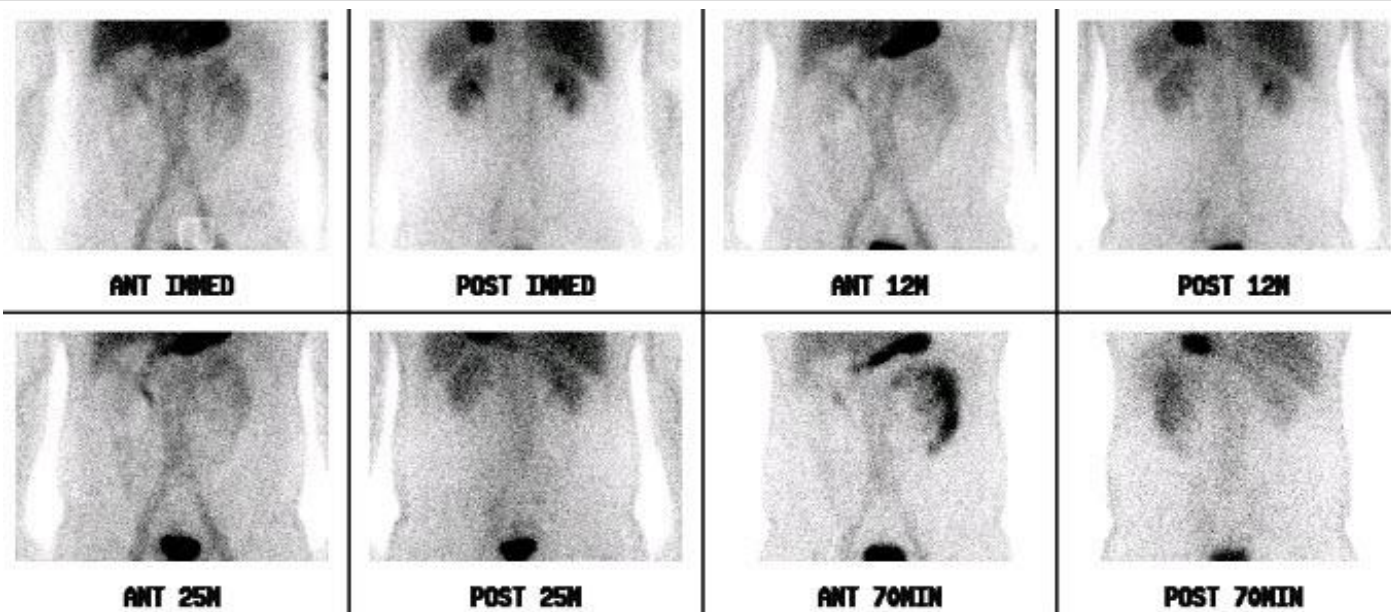 ANT IMMED
POST IMMED
ANT 12M
POST 12M
ANT 25M
POST 25M
ANT 70MIN
POST 70MIN